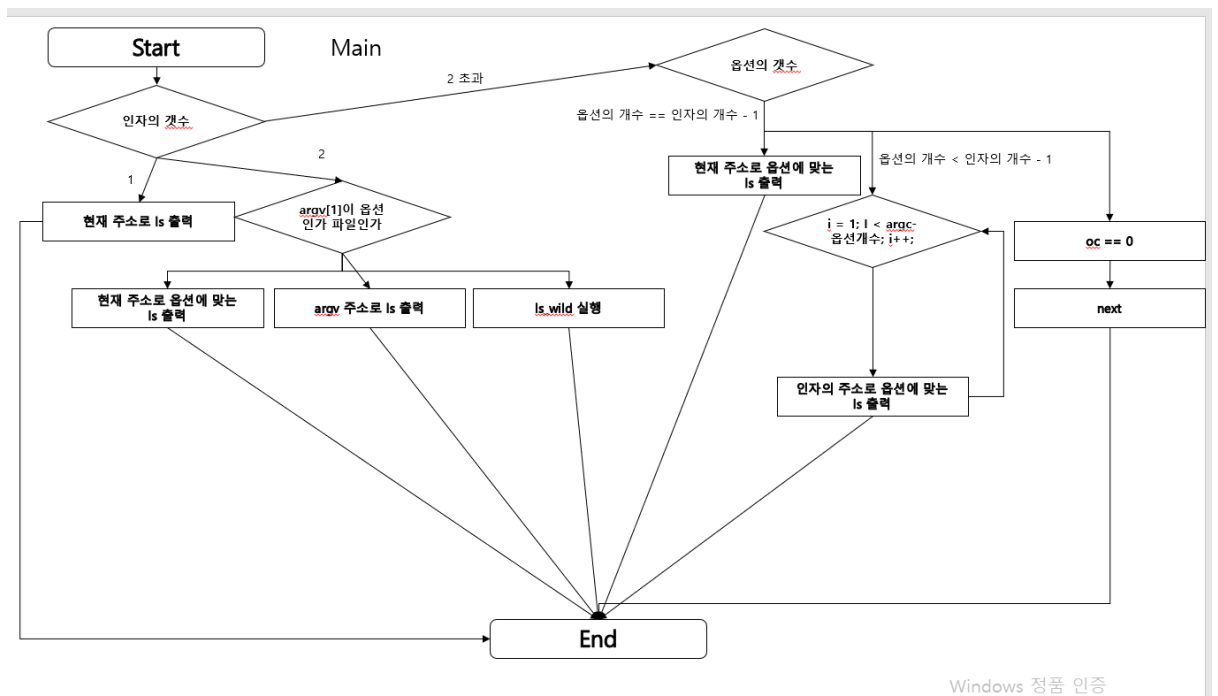 Start
Main
인자의 갯수
2 초과
옵션의 갯수
옵션의 개수 == 인자의 개수 - 1
1
2
현재 주소로 ls 출력
argv[1]이 옵션
인가 파일인가
현재 주소로 옵션에 맞는
ls 출력
옵션의 개수 < 인자의 개수 - 1
i = 1; I < argc-
옵션개수; i++;
oc == 0
현재 주소로 옵션에 맞는
ls 출력
argv 주소로 ls 출력
ls_wild 실행
next
인자의 주소로 옵션에 맞는
ls 출력
End
Windows 정품 인증